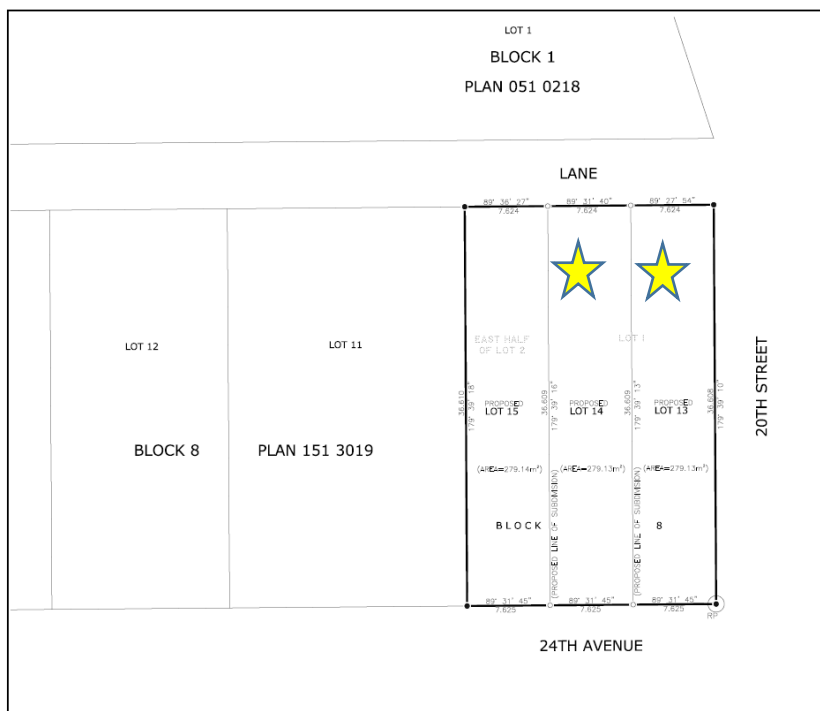 LOT 1
BLOCK 1
PLAN 051 0218
LANE
89° 36' 27"
7.624
89° 31' 40"
7.624
89° 27' 54"
7.624
LOT 12
LOT 11
EAST HALF
OF LOT 2
LOT 1
36.610
179° 39' 18"
36.609
179° 39' 16"
36.609
179° 39' 13"
36.608
179° 39' 10"
20TH STREET
PROPOSED
LOT 15
PROPOSED
LOT 14
PROPOSED
LOT 13
BLOCK 8
PLAN 151 3019
(AREA=279.14m²)
(AREA=279.13m²)
(AREA=279.13m²)
(PROPOSED LINE OF SUBDIVISION)
(PROPOSED LINE OF SUBDIVISION)
BLOCK 8
89° 31' 45"
7.625
89° 31' 45"
7.625
89° 31' 45"
7.625
RP
24TH AVENUE